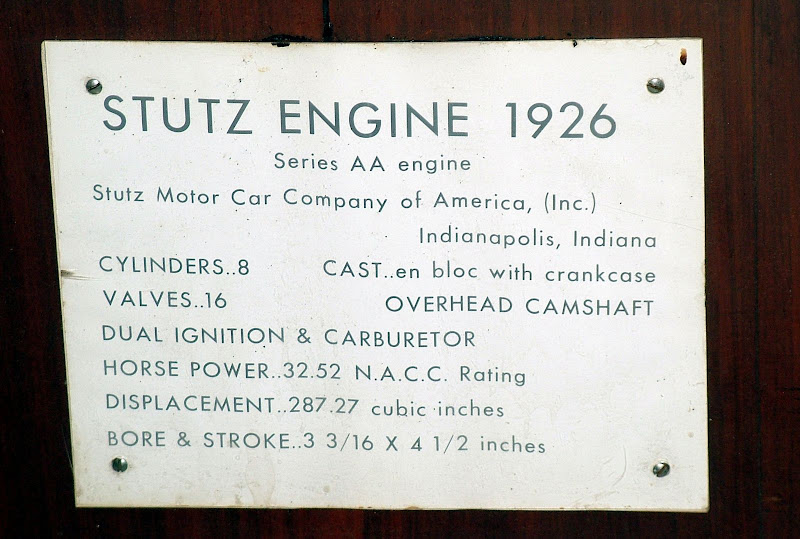 STUTZ ENGINE 1926
Series AA engine
Stutz Motor Car Company of America, (Inc.)
Indianapolis, Indiana
CYLINDERS..8 CAST..en bloc with crankcase
VALVES..16 OVERHEAD CAMSHAFT
DUAL IGNITION & CARBURETOR
HORSE POWER..32.52 N.A.C.C. Rating
DISPLACEMENT..287.27 cubic inches
BORE & STROKE..3 3/16 X 4 1/2 inches